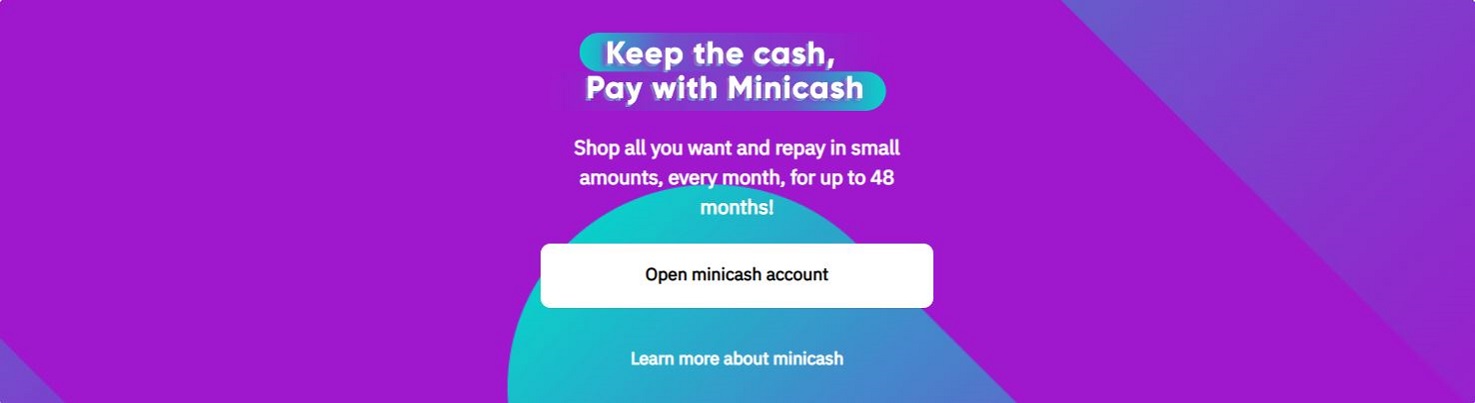 Keep the cash,
Pay with Minicash
Shop all you want and repay in small
amounts, every month, for up to 48
months!
Open minicash account
Learn more about minicash